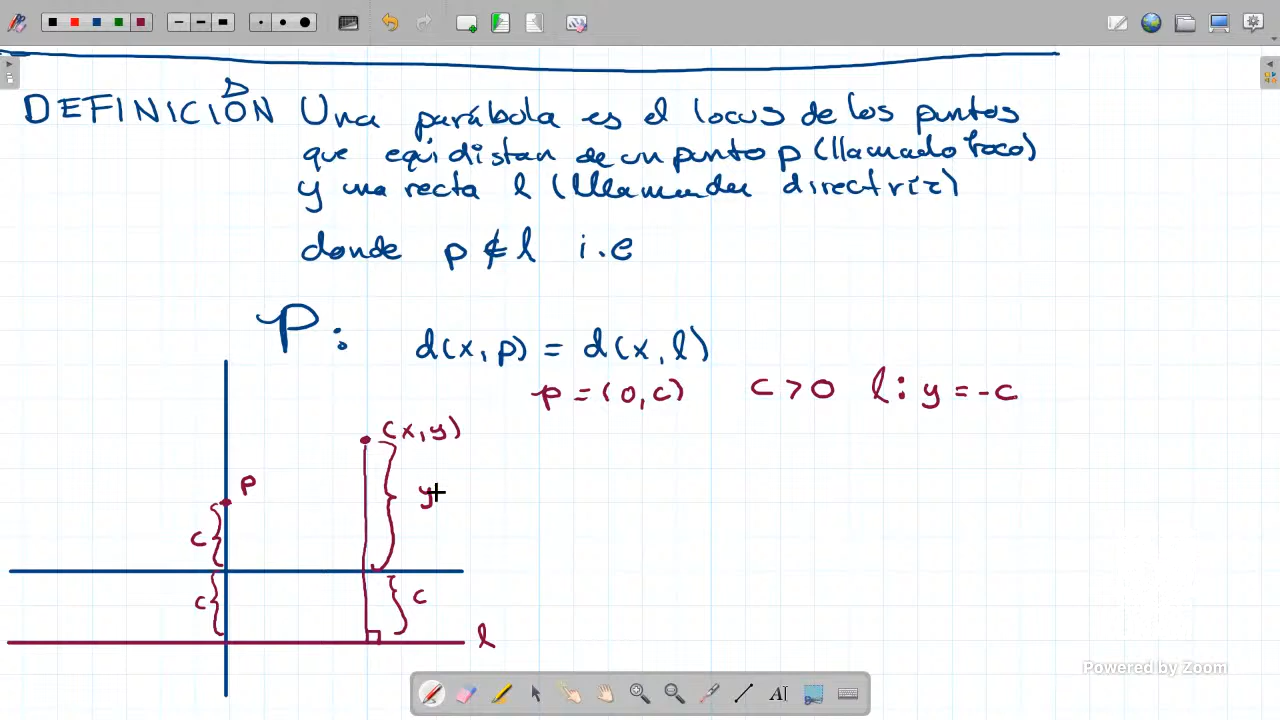 DEFINICIÓN Una parábola es el locus de los puntos
que equidistan de un punto p (llamado foco)
y una recta l (llamada directriz)
donde p ∉ l i.e
P:
d(x, p) = d(x, l)
p = (0, c) c > 0 l: y = -c
(x, y)
p
y
c
c
c
l
Powered by Zoom